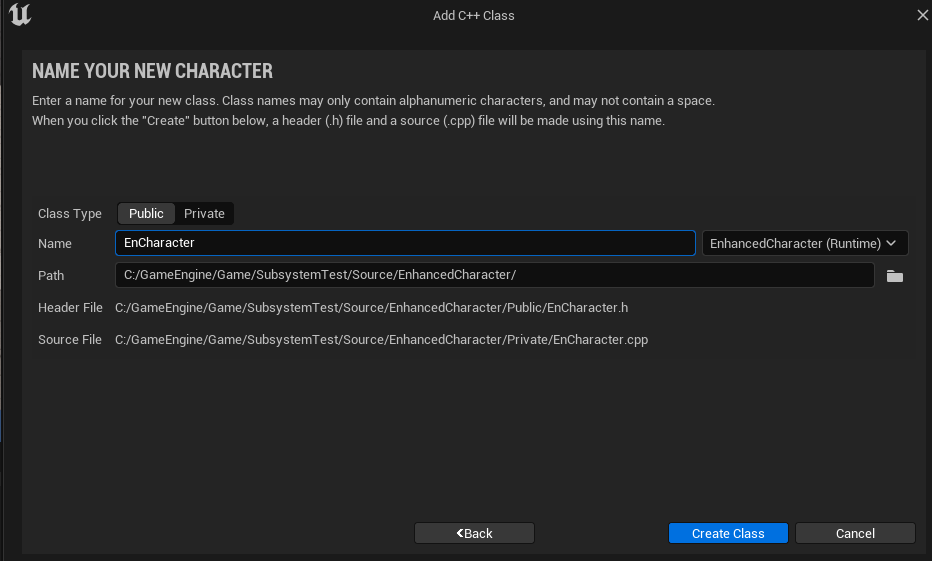 Add C++ Class
NAME YOUR NEW CHARACTER
Enter a name for your new class. Class names may only contain alphanumeric characters, and may not contain a space.
When you click the "Create" button below, a header (.h) file and a source (.cpp) file will be made using this name.
Class Type Public Private
Name EnCharacter EnhancedCharacter (Runtime)
Path C:/GameEngine/Game/SubsystemTest/Source/EnhancedCharacter/
Header File C:/GameEngine/Game/SubsystemTest/Source/EnhancedCharacter/Public/EnCharacter.h
Source File C:/GameEngine/Game/SubsystemTest/Source/EnhancedCharacter/Private/EnCharacter.cpp
Back Create Class Cancel